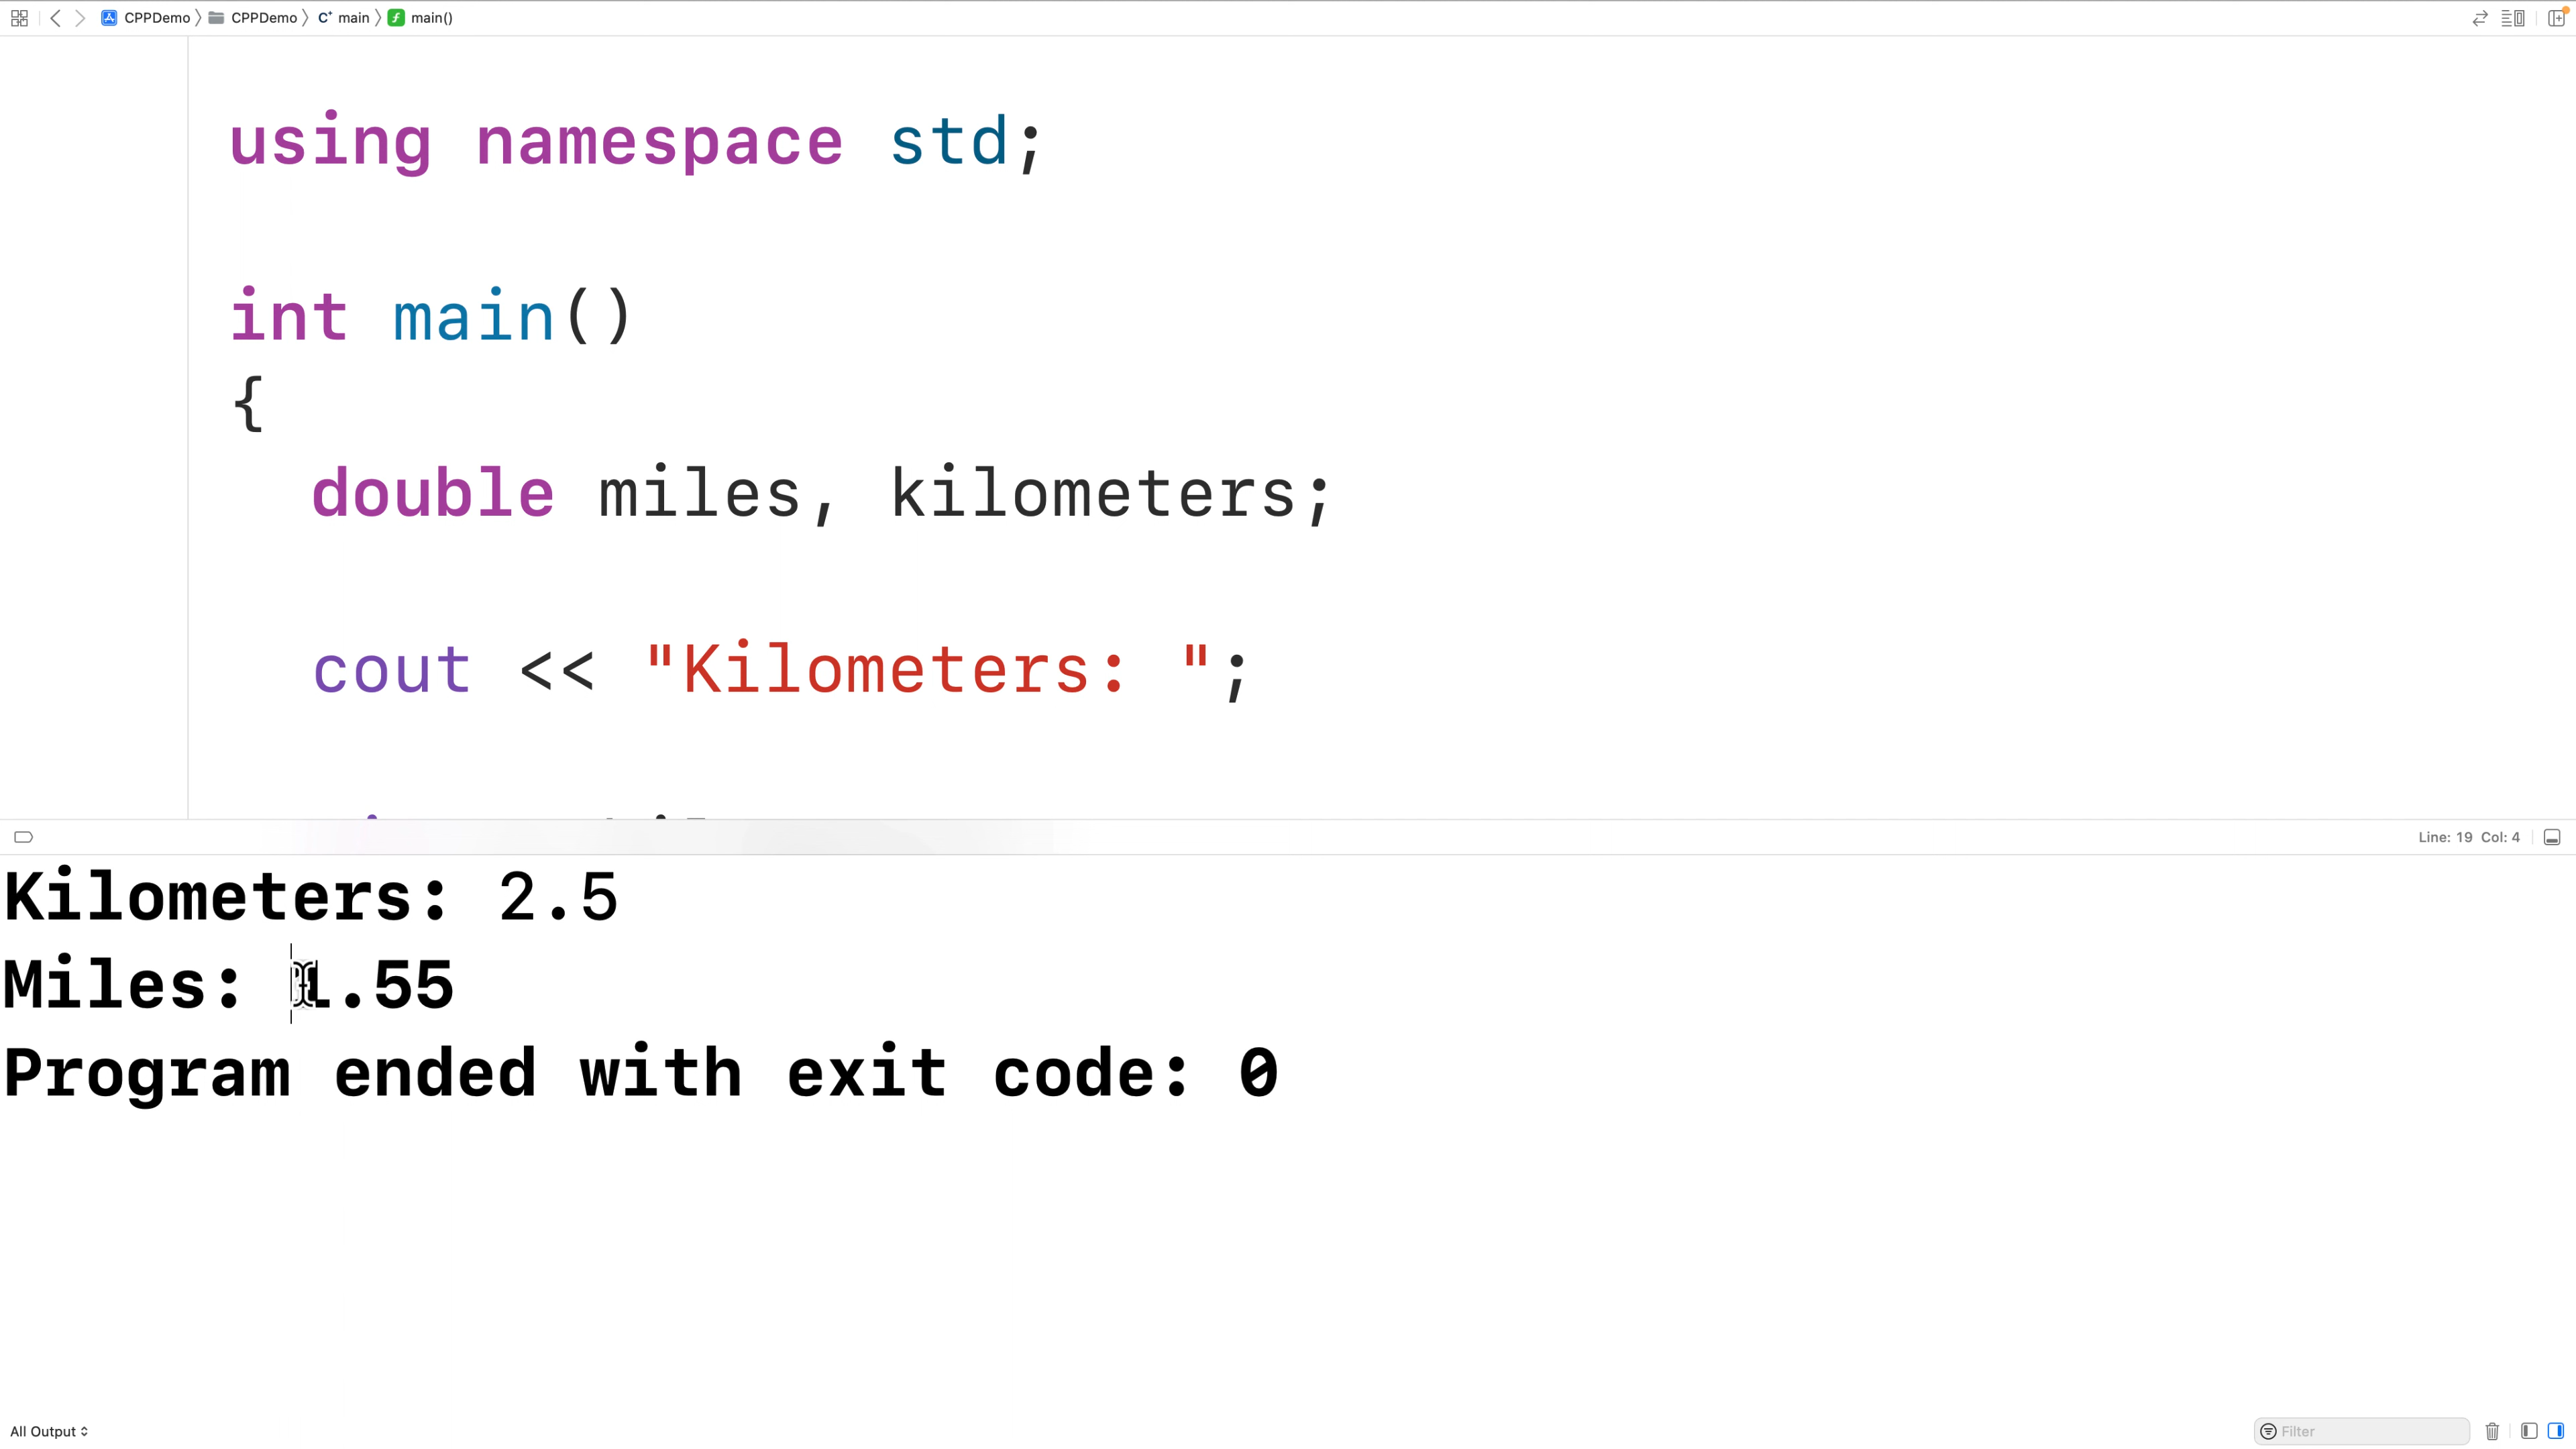 CPPDemo CPPDemo C+ main f main()
using namespace std;
int main()
{
double miles, kilometers;
cout << "Kilometers: ";
Line: 19 Col: 4
Kilometers: 2.5
Miles: 1.55
Program ended with exit code: 0
All Output
Filter